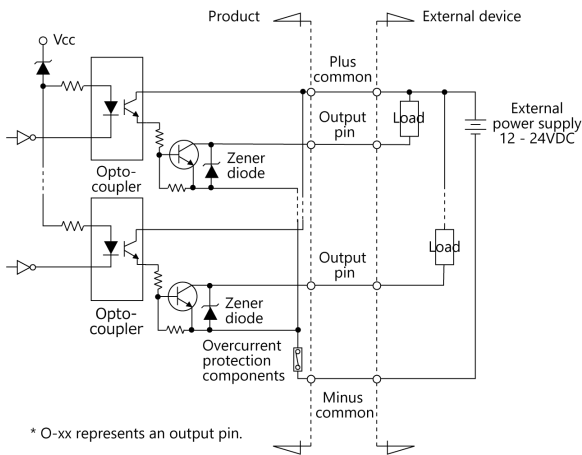 Product
External device
Vcc
Plus
common
Output
pin
Load
External
power supply
12 - 24VDC
Zener
diode
Opto-
coupler
Output
pin
Load
Zener
diode
Opto-
coupler
Overcurrent
protection
components
Minus
common
* O-xx represents an output pin.